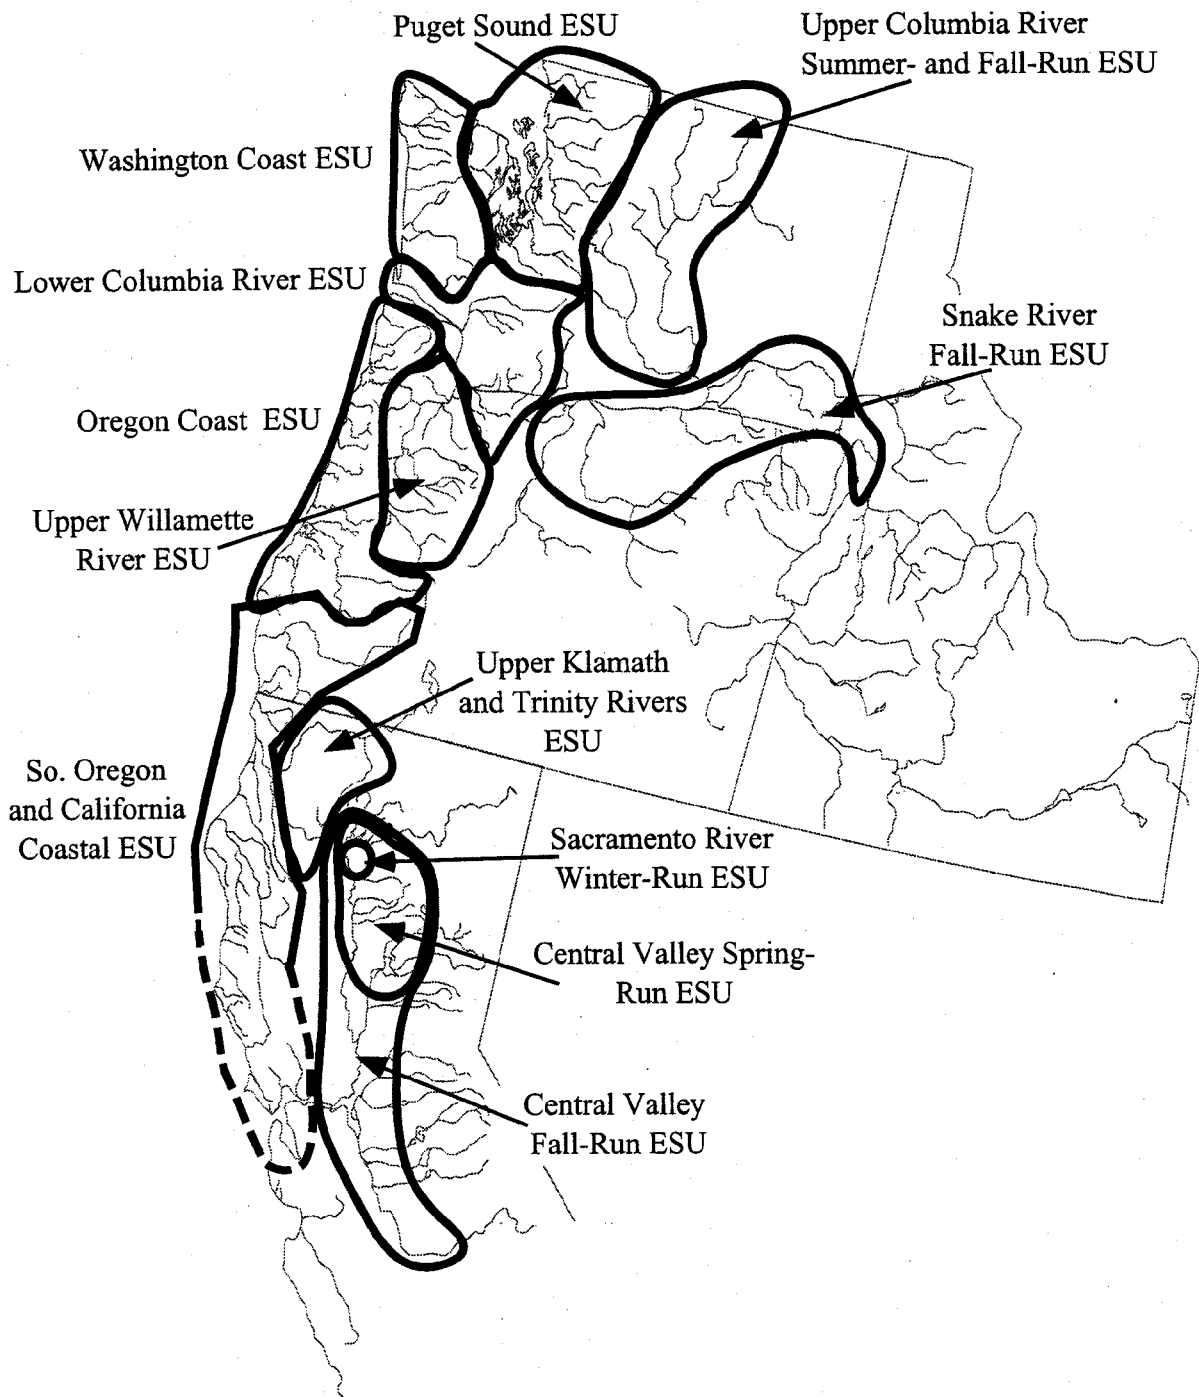 Puget Sound ESU
Upper Columbia River
Summer- and Fall-Run ESU
Washington Coast ESU
Lower Columbia River ESU
Snake River
Fall-Run ESU
Oregon Coast ESU
Upper Willamette
River ESU
Upper Klamath
and Trinity Rivers
ESU
So. Oregon
and California
Coastal ESU
Sacramento River
Winter-Run ESU
Central Valley Spring-
Run ESU
Central Valley
Fall-Run ESU